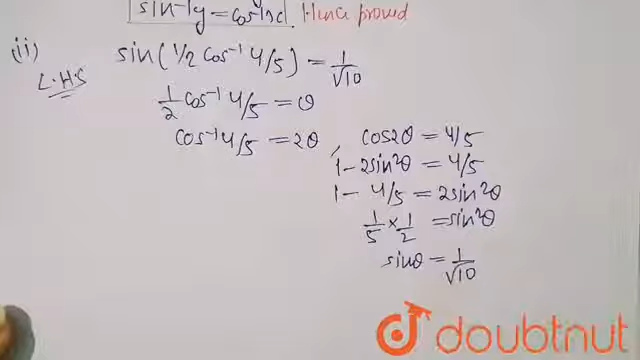 sin⁻¹y = cos⁻¹x. Hence proved
(ii) sin(1/2 cos⁻¹ 4/5) = 1/√10
L.H.S
1/2 cos⁻¹ 4/5 = θ
cos⁻¹ 4/5 = 2θ, cos2θ = 4/5
1 - 2sin²θ = 4/5
1 - 4/5 = 2sin²θ
1/5 × 1/2 = sin²θ
sinθ = 1/√10
doubtnut